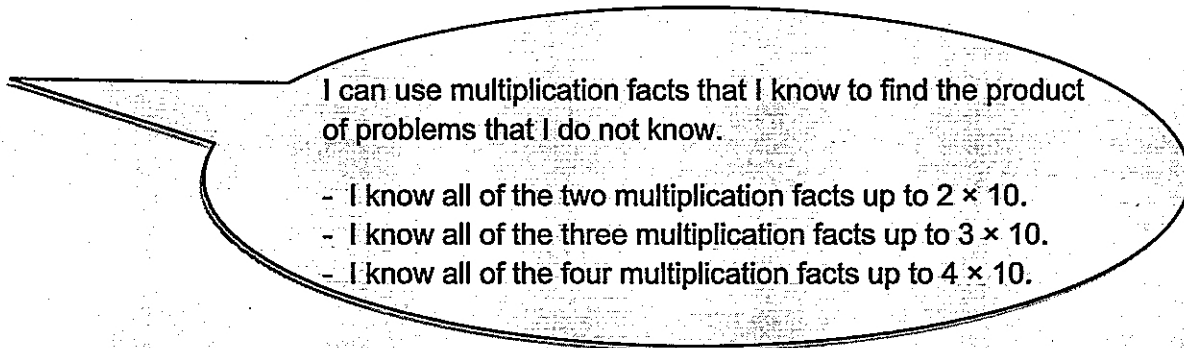 I can use multiplication facts that I know to find the product
of problems that I do not know.
- I know all of the two multiplication facts up to 2 × 10.
- I know all of the three multiplication facts up to 3 × 10.
- I know all of the four multiplication facts up to 4 × 10.